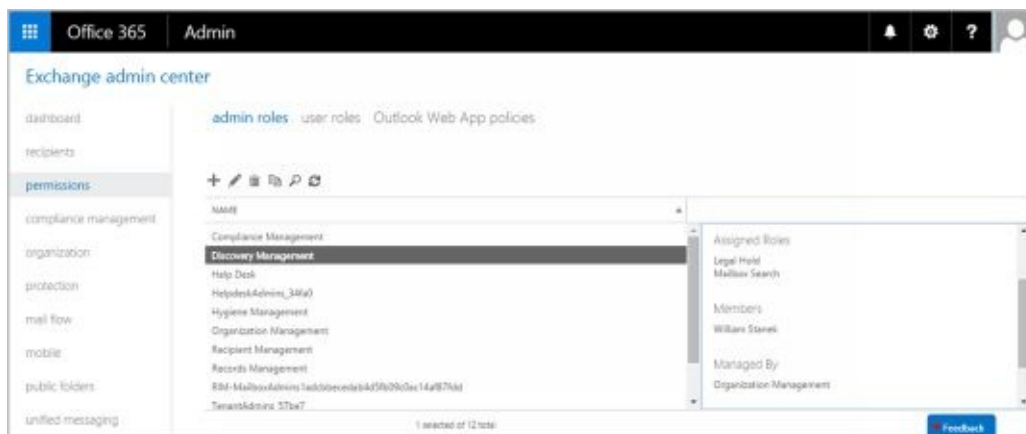 Office 365 Admin ?
Exchange admin center
dashboard
recipients
permissions
compliance management
organization
protection
mail flow
mobile
public folders
unified messaging
admin roles user roles Outlook Web App policies
NAME
Compliance Management
Discovery Management
Help Desk
HelpdeskAdmins_34fa0
Hygiene Management
Organization Management
Recipient Management
Records Management
TenantAdmins_57ba7
1 selected of 12 total
Assigned Roles
Legal Hold
Mailbox Search
Members
William Stanek
Managed By
Organization Management
Feedback